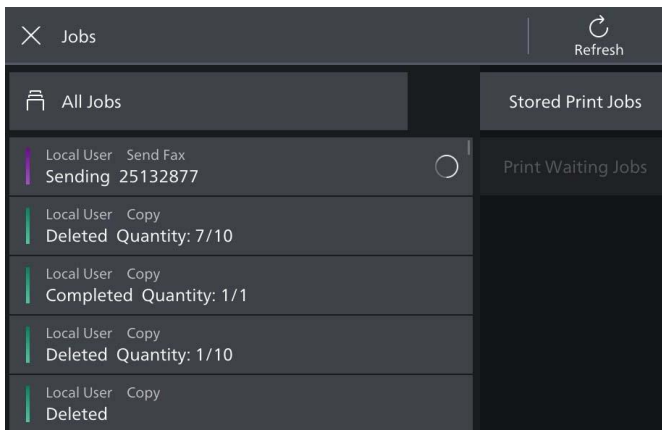 Jobs
Refresh
All Jobs
Stored Print Jobs
Local User Send Fax
Sending 25132877
Print Waiting Jobs
Local User Copy
Deleted Quantity: 7/10
Local User Copy
Completed Quantity: 1/1
Local User Copy
Deleted Quantity: 1/10
Local User Copy
Deleted